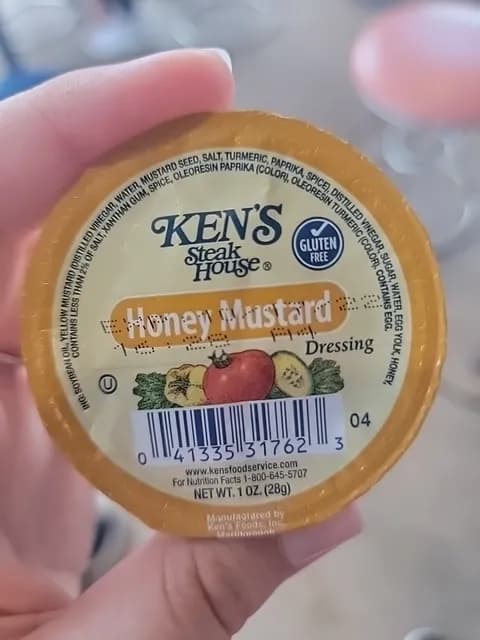 ING: SOYBEAN OIL, YELLOW MUSTARD (DISTILLED VINEGAR, WATER, MUSTARD SEED, SALT, TURMERIC, PAPRIKA, SPICE), DISTILLED VINEGAR, SUGAR, WATER, EGG YOLK, HONEY,
CONTAINS LESS THAN 2% OF SALT, XANTHAN GUM, SPICE, OLEORESIN PAPRIKA (COLOR), OLEORESIN TURMERIC (COLOR). CONTAINS EGG.
KEN'S
Steak
House®
GLUTEN
FREE
Honey Mustard
Dressing
U
04
0 41335 31762 3
www.kensfoodservice.com
For Nutrition Facts 1-800-645-5707
NET WT. 1 OZ. (28g)
Manufactured by
Ken's Foods, Inc.
Marlborough